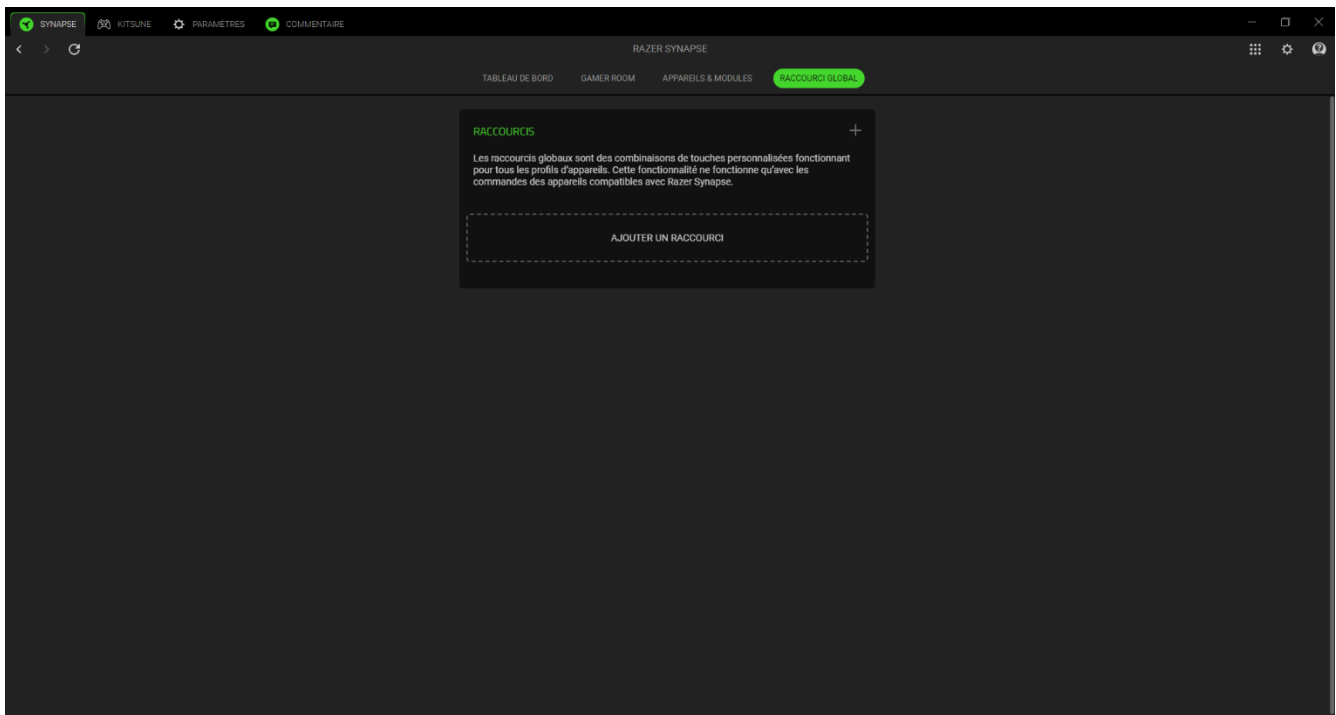 SYNAPSE KITSUNE PARAMÈTRES COMMENTAIRE
RAZER SYNAPSE
TABLEAU DE BORD GAMER ROOM APPAREILS & MODULES RACCOURCI GLOBAL
RACCOURCIS
Les raccourcis globaux sont des combinaisons de touches personnalisées fonctionnant
pour tous les profils d'appareils. Cette fonctionnalité ne fonctionne qu'avec les
commandes des appareils compatibles avec Razer Synapse.
AJOUTER UN RACCOURCI